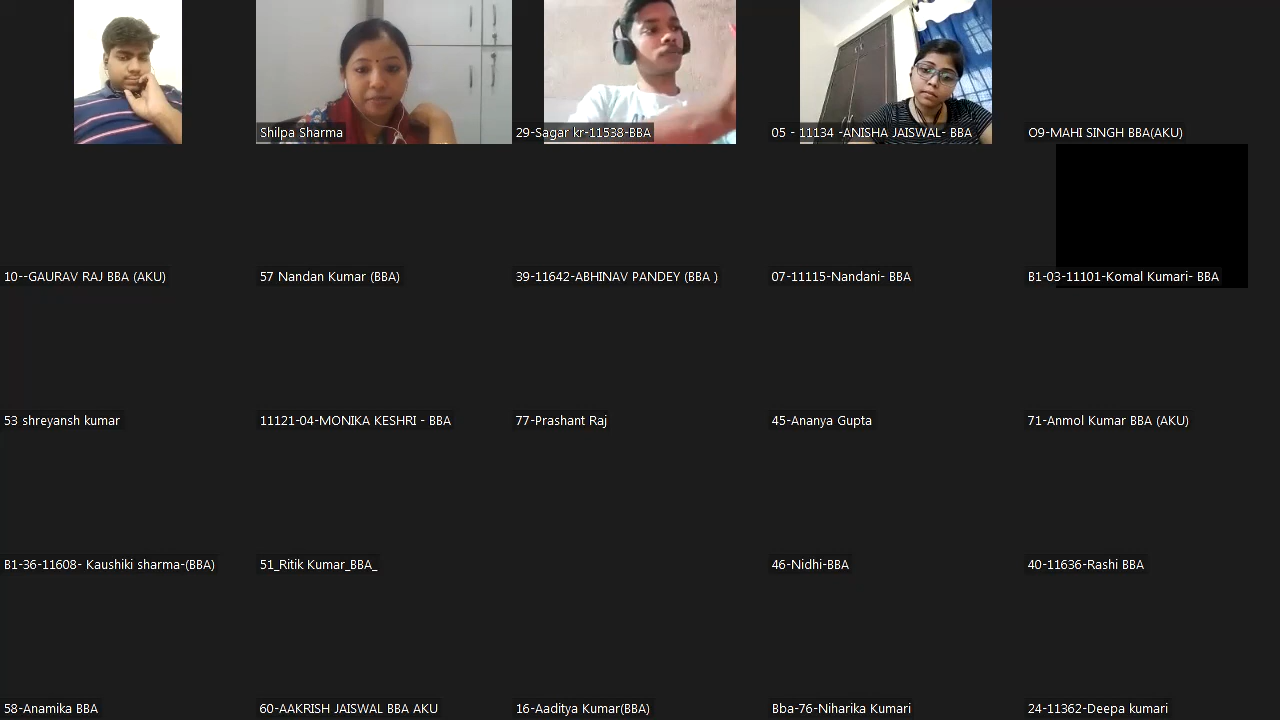 Shilpa Sharma
29-Sagar kr-11538-BBA
05 - 11134 -ANISHA JAISWAL- BBA
O9-MAHI SINGH BBA(AKU)
10--GAURAV RAJ BBA (AKU)
57 Nandan Kumar (BBA)
39-11642-ABHINAV PANDEY (BBA )
07-11115-Nandani- BBA
B1-03-11101-Komal Kumari- BBA
53 shreyansh kumar
11121-04-MONIKA KESHRI - BBA
77-Prashant Raj
45-Ananya Gupta
71-Anmol Kumar BBA (AKU)
B1-36-11608- Kaushiki sharma-(BBA)
51_Ritik Kumar_BBA_
46-Nidhi-BBA
40-11636-Rashi BBA
58-Anamika BBA
60-AAKRISH JAISWAL BBA AKU
16-Aaditya Kumar(BBA)
Bba-76-Niharika Kumari
24-11362-Deepa kumari